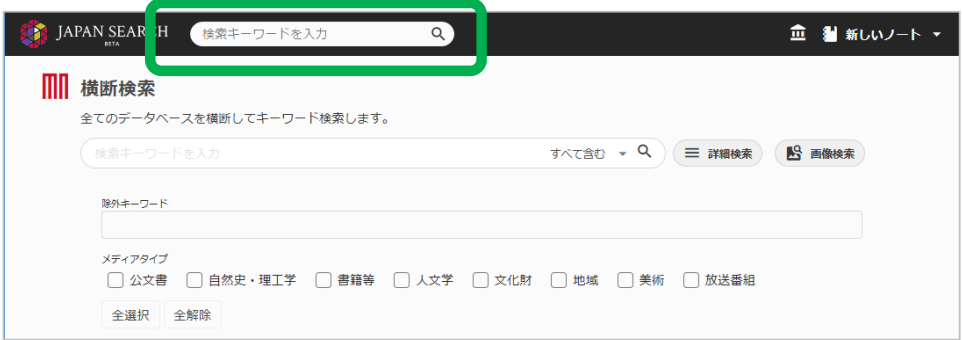 JAPAN SEARCH
BETA
検索キーワードを入力
新しいノート
横断検索
全てのデータベースを横断してキーワード検索します。
検索キーワードを入力 すべて含む 詳細検索 画像検索
除外キーワード
メディアタイプ
公文書 自然史・理工学 書籍等 人文学 文化財 地域 美術 放送番組
全選択 全解除